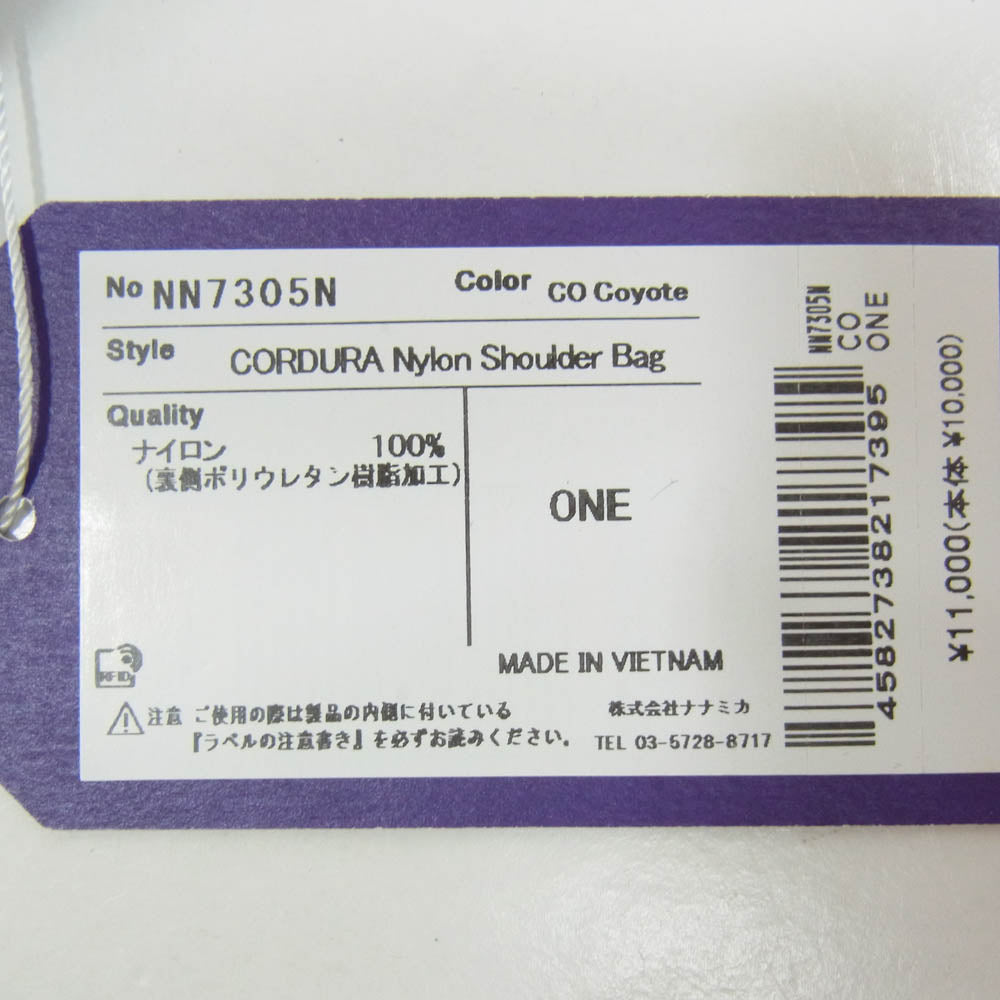 No NN7305N Color CO Coyote
Style CORDURA Nylon Shoulder Bag
Quality
ナイロン 100%
(裏側ポリウレタン樹脂加工)
ONE
MADE IN VIETNAM
RFID
注意 ご使用の際は製品の内側に付いている
『ラベルの注意書き』を必ずお読みください。
株式会社ナナミカ
TEL 03-5728-8717
NN7305N
CO
ONE
4582738217395
¥11,000(本体 ¥10,000)